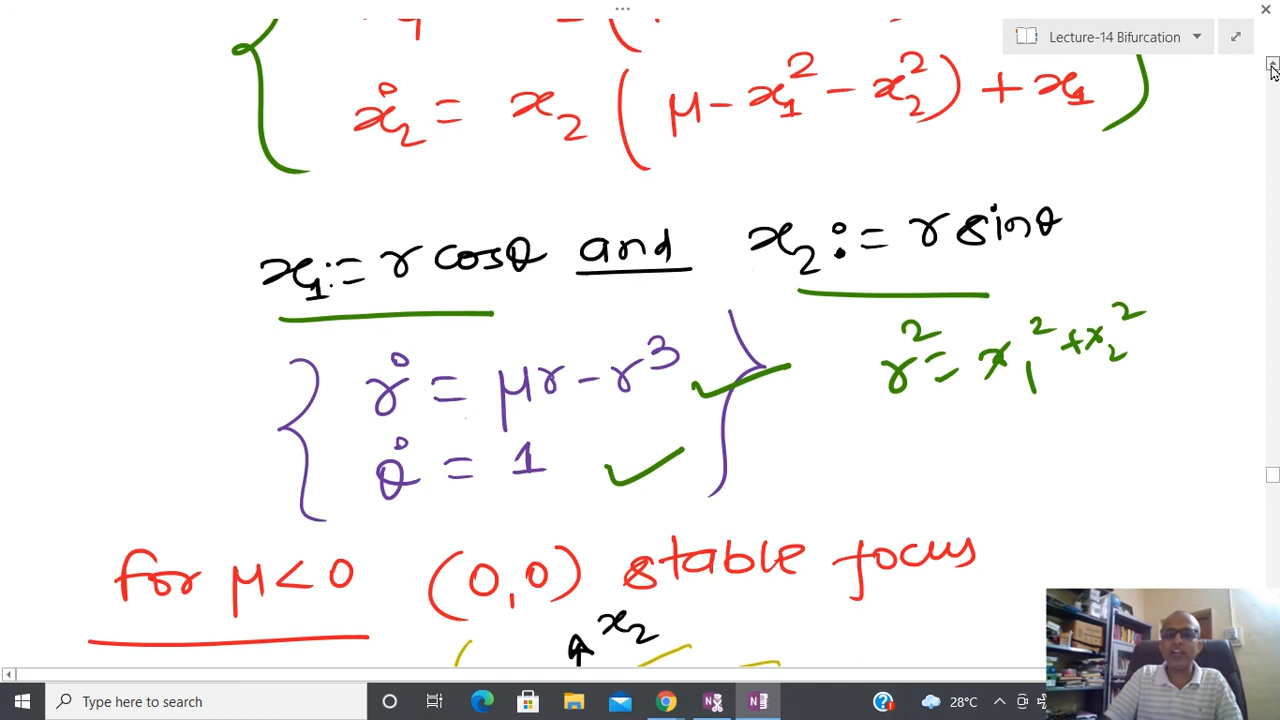 Lecture-14 Bifurcation
ẋ₂ = x₂ (μ - x₁² - x₂²) + x₁
x₁ := r cosθ and x₂ := r sinθ
r² = x₁² + x₂²
ṙ = μr - r³
θ̇ = 1
for μ < 0 (0,0) stable focus
x₂
Type here to search
28°C